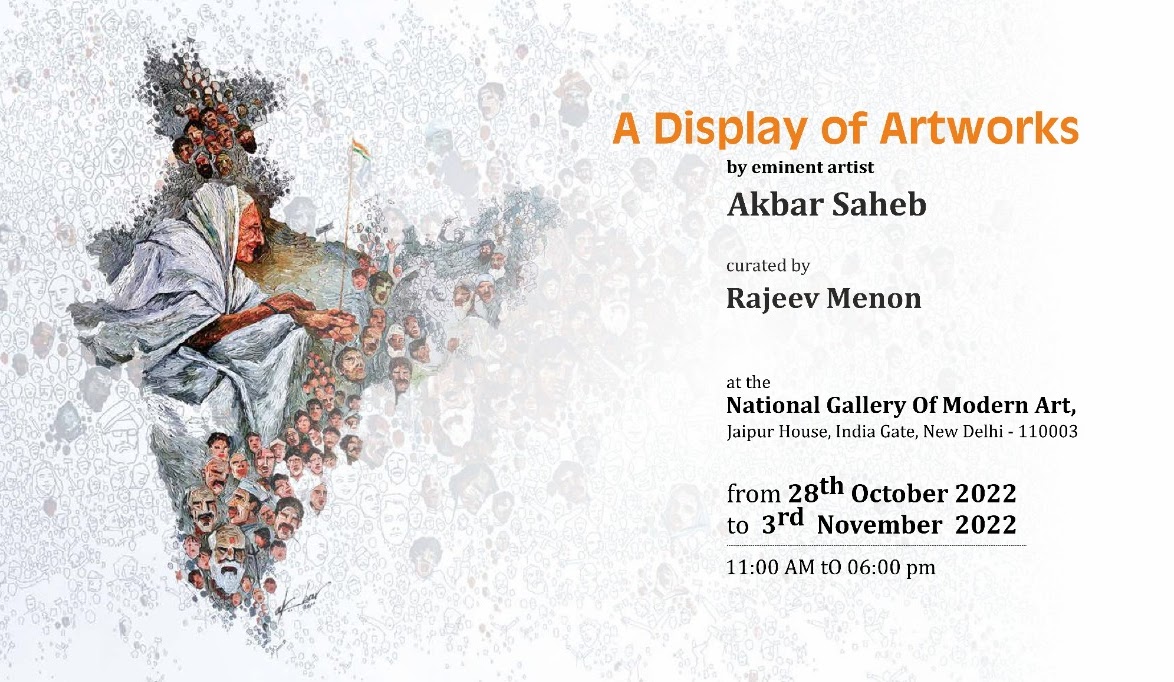 A Display of Artworks
by eminent artist
Akbar Saheb
curated by
Rajeev Menon
at the
National Gallery Of Modern Art,
Jaipur House, India Gate, New Delhi - 110003
from 28th October 2022
to 3rd November 2022
11:00 AM tO 06:00 pm